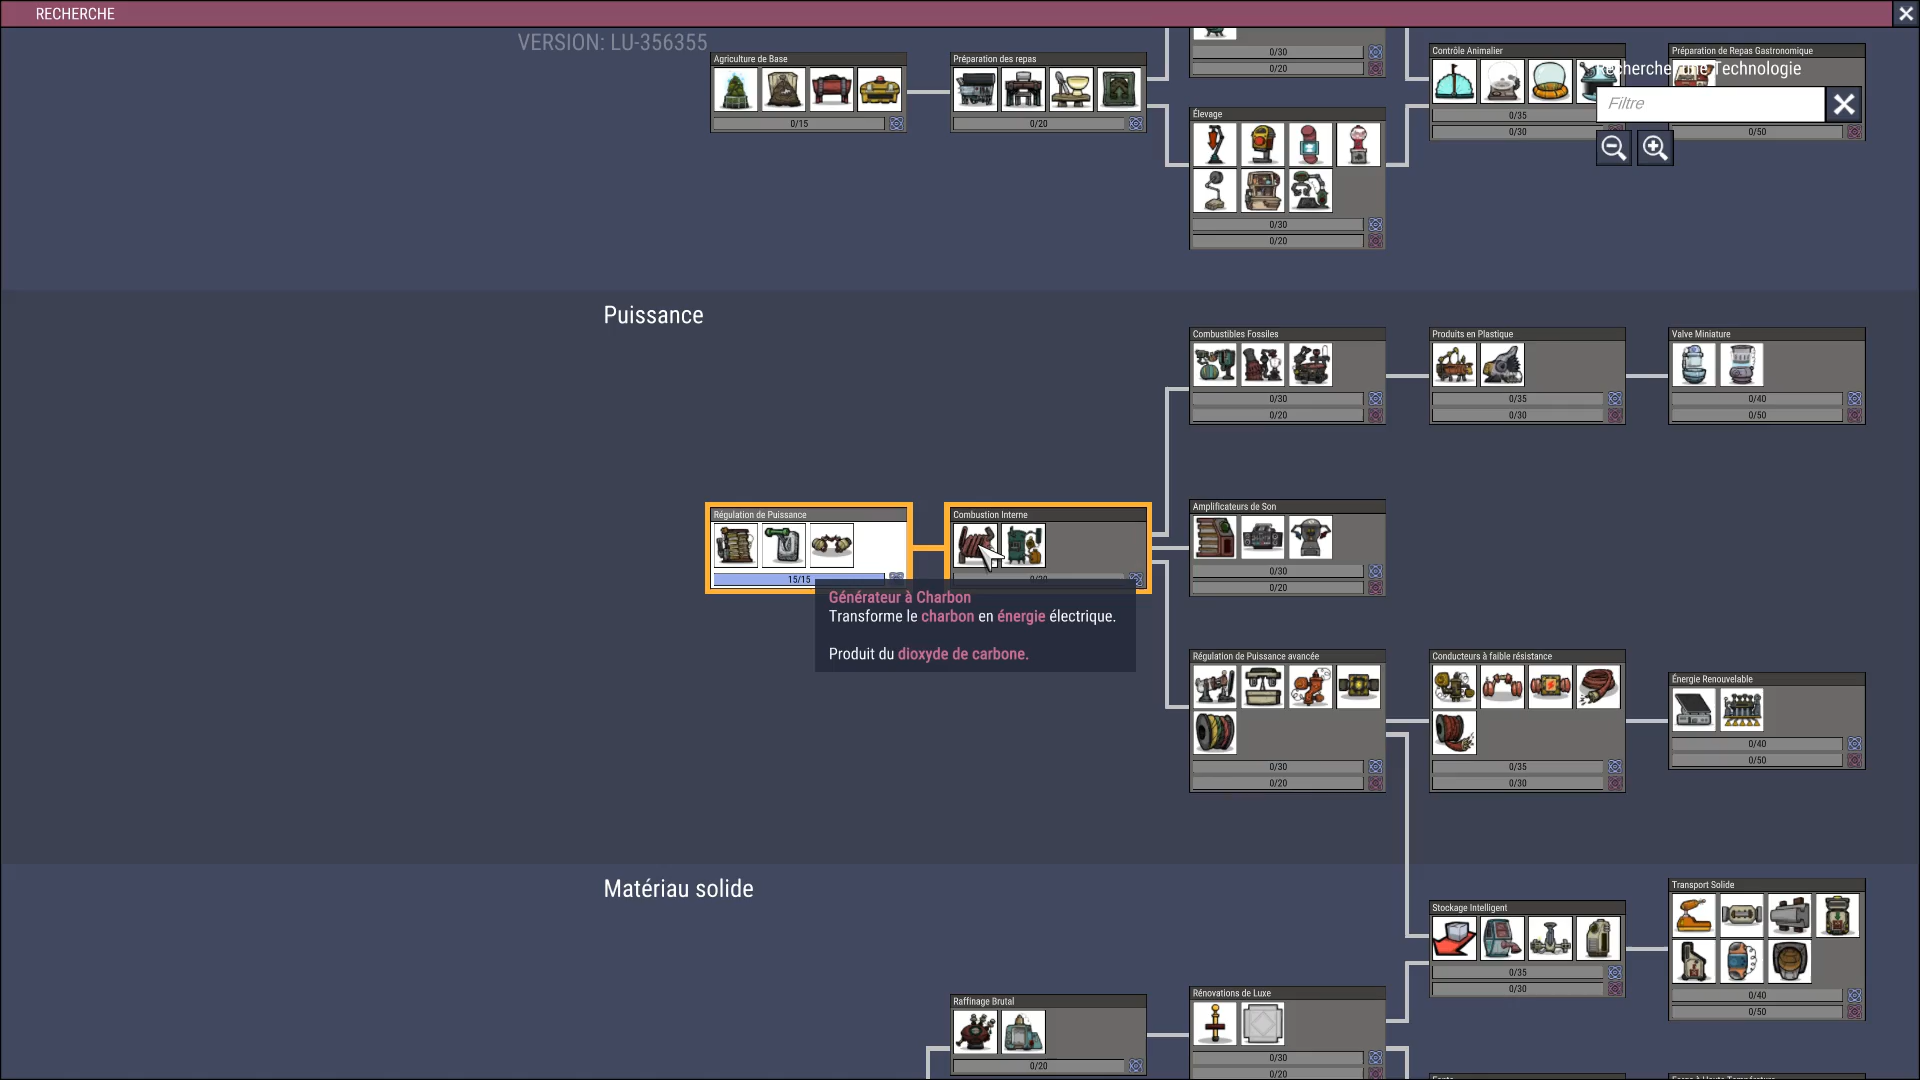 RECHERCHE
VERSION: LU-356355
Agriculture de Base
0/15
Préparation des repas
0/20
0/30
0/20
Élevage
0/30
0/20
Contrôle Animalier
0/35
0/30
Préparation de Repas Gastronomique
0/50
Recherche une Technologie
Filtre
Puissance
Combustibles Fossiles
0/30
0/20
Produits en Plastique
0/35
0/30
Valve Miniature
0/40
0/50
Régulation de Puissance
15/15
Combustion Interne
0/20
Amplificateurs de Son
0/30
0/20
Générateur à Charbon
Transforme le charbon en énergie électrique.
Produit du dioxyde de carbone.
Régulation de Puissance avancée
0/30
0/20
Conducteurs à faible résistance
0/35
0/30
Énergie Renouvelable
0/40
0/50
Matériau solide
Stockage Intelligent
0/35
0/30
Transport Solide
0/40
0/50
Raffinage Brutal
0/20
Rénovations de Luxe
0/30
0/20